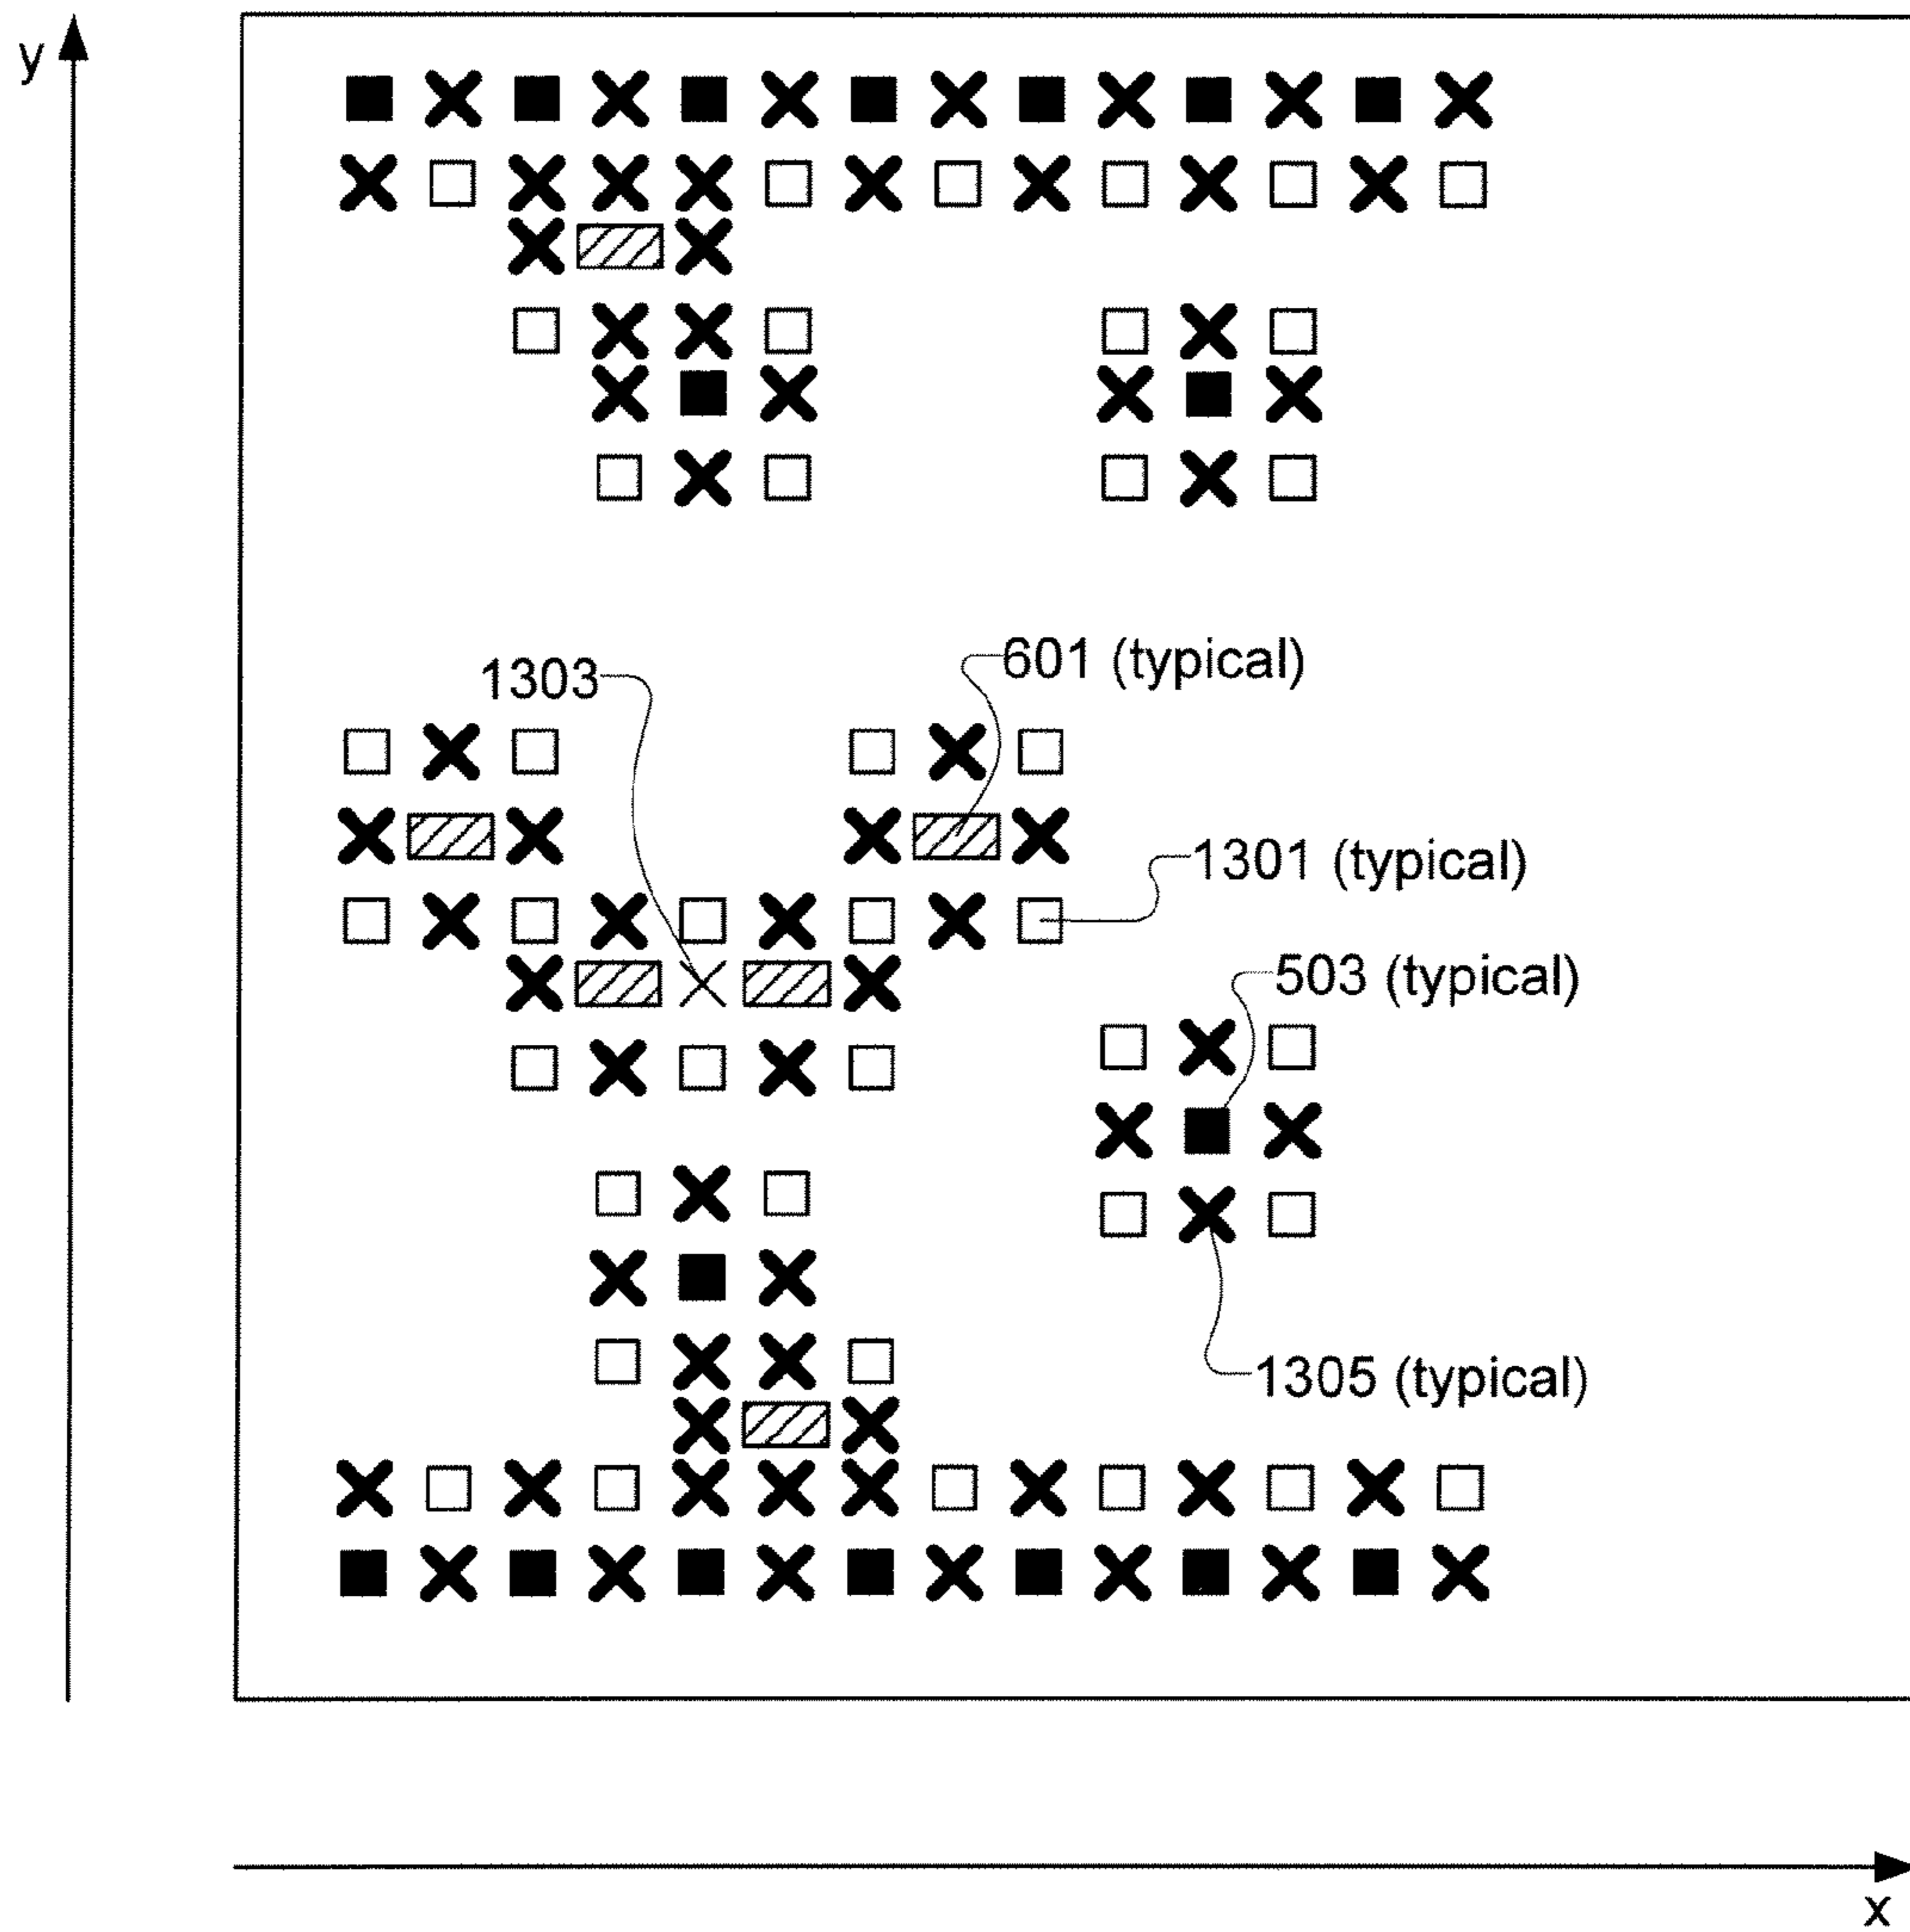 y
601 (typical)
1303
1301 (typical)
503 (typical)
1305 (typical)
x